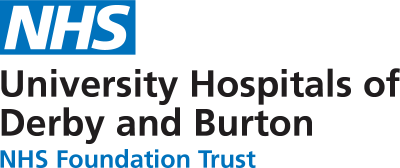 NHS
University Hospitals of
Derby and Burton
NHS Foundation Trust